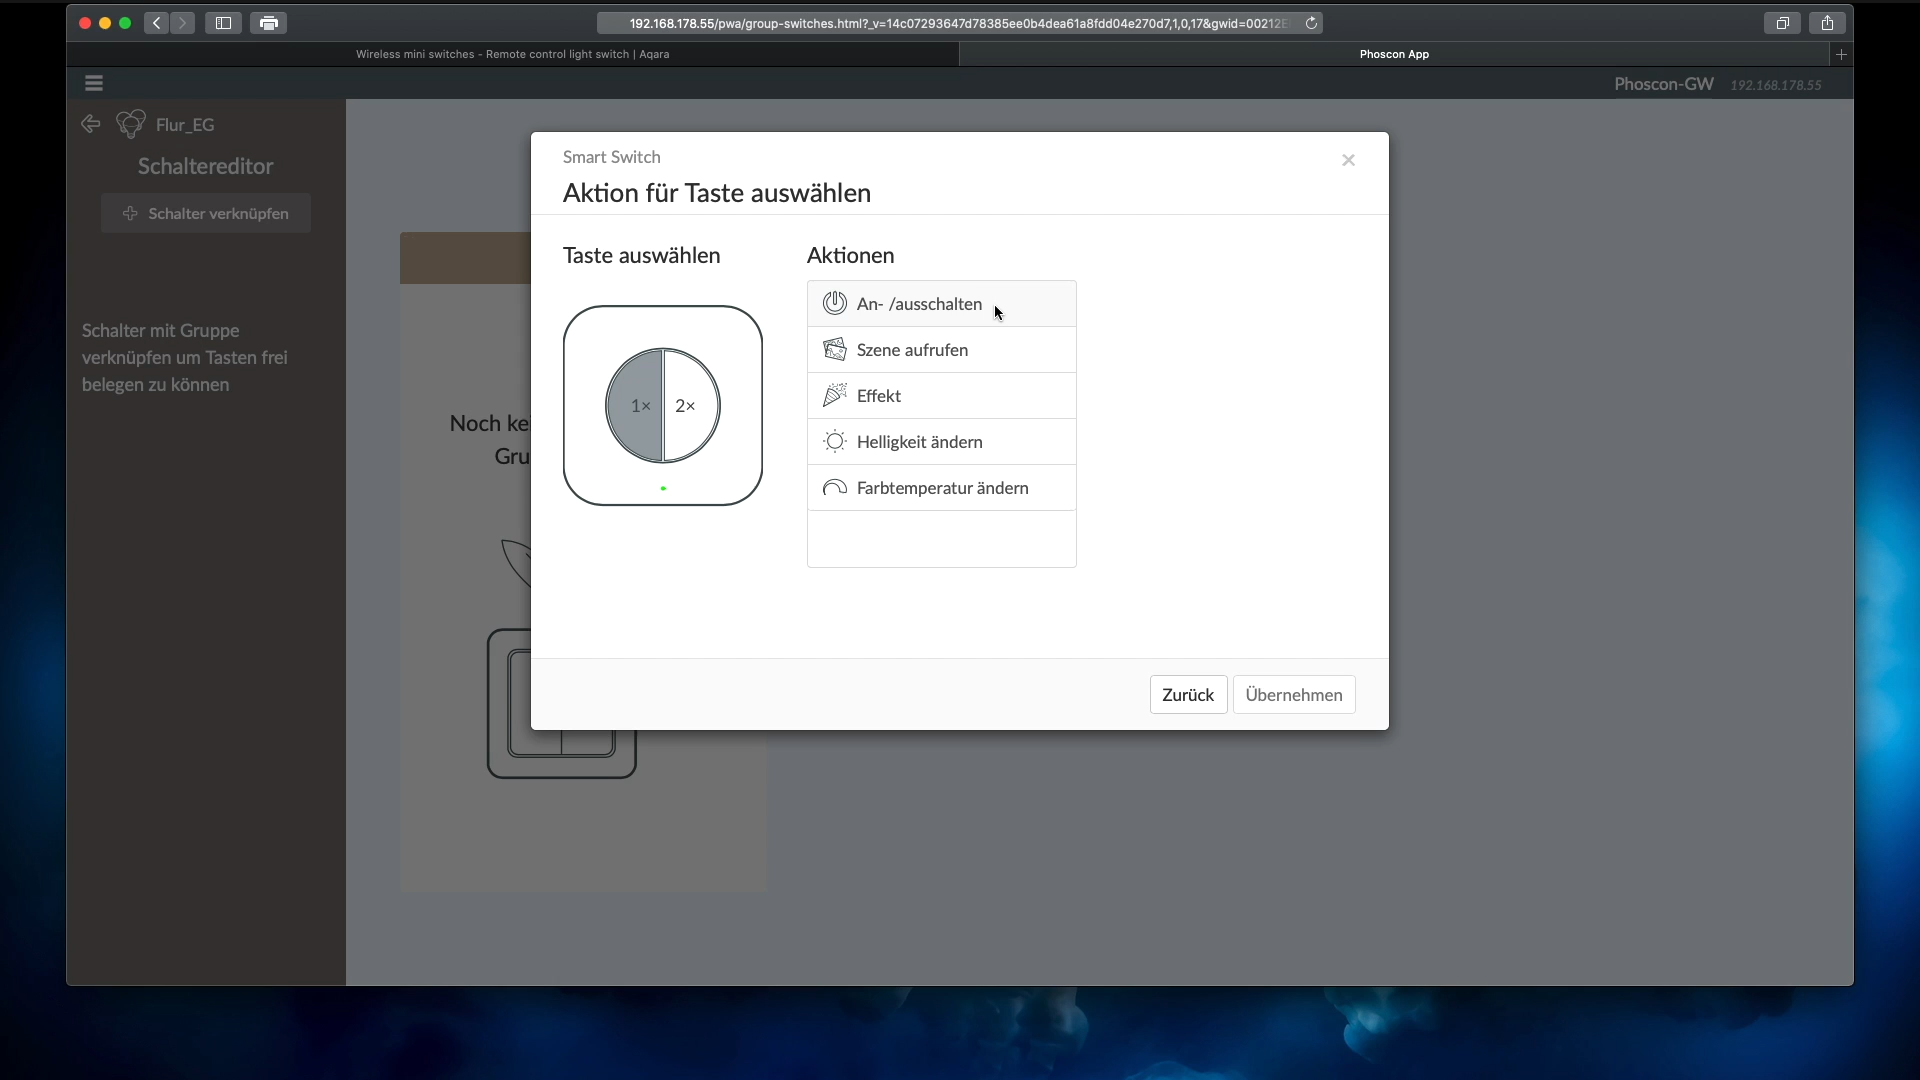 192.168.178.55/pwa/group-switches.html?_v=14c07293647d78385ee0b4dea61a8fdd04e270d7,1,0,17&gwid=00212E
Wireless mini switches - Remote control light switch | Aqara
Phoscon App
Phoscon-GW 192.168.178.55
Flur_EG
Schaltereditor
Schalter verknüpfen
Schalter mit Gruppe
verknüpfen um Tasten frei
belegen zu können
Noch ke
Gru
Smart Switch
Aktion für Taste auswählen
Taste auswählen
1×
2×
Aktionen
An- /ausschalten
Szene aufrufen
Effekt
Helligkeit ändern
Farbtemperatur ändern
Zurück
Übernehmen